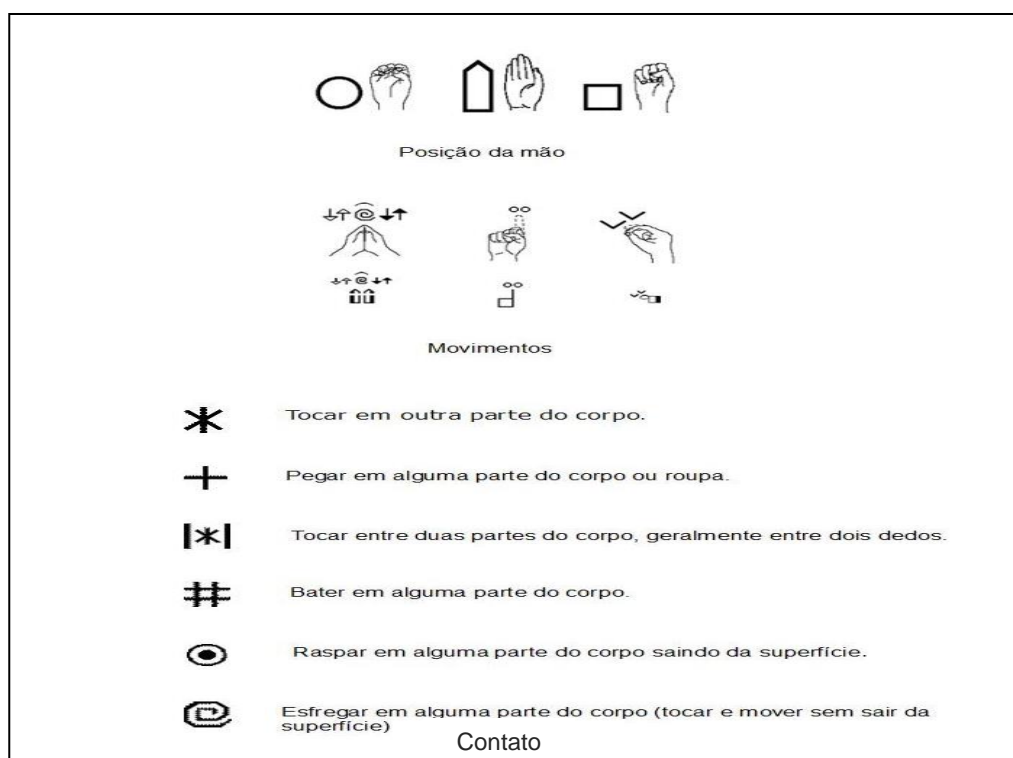 Posição da mão
Movimentos
Tocar em outra parte do corpo.
Pegar em alguma parte do corpo ou roupa.
Tocar entre duas partes do corpo, geralmente entre dois dedos.
Bater em alguma parte do corpo.
Raspar em alguma parte do corpo saindo da superfície.
Esfregar em alguma parte do corpo (tocar e mover sem sair da
superfície)
Contato